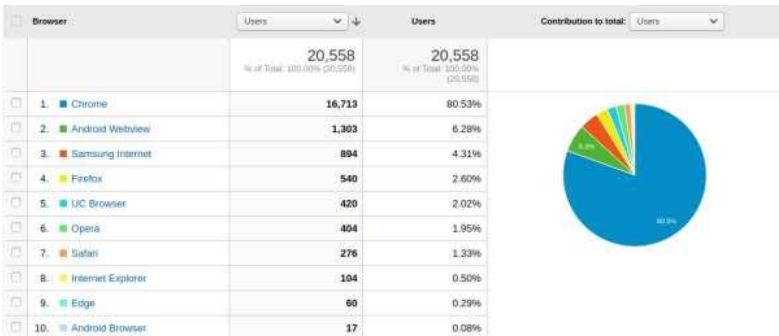 Browser Users Users Contribution to total: Users
20,558 20,558
% of Total: 100.00% (20,558) % of Total: 100.00%
(20,558)
1. Chrome 16,713 80.53%
2. Android Webview 1,303 6.28%
3. Samsung Internet 894 4.31%
4. Firefox 540 2.60%
5. UC Browser 420 2.02%
6. Opera 404 1.95%
7. Safari 276 1.33%
8. Internet Explorer 104 0.50%
9. Edge 60 0.29%
10. Android Browser 17 0.08%
6.3%
80.5%